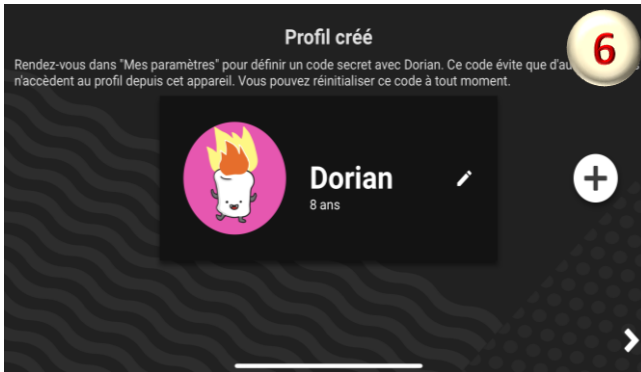 Profil créé
6
Rendez-vous dans "Mes paramètres" pour définir un code secret avec Dorian. Ce code évite que
n'accèdent au profil depuis cet appareil. Vous pouvez réinitialiser ce code à tout moment.
Dorian
8 ans